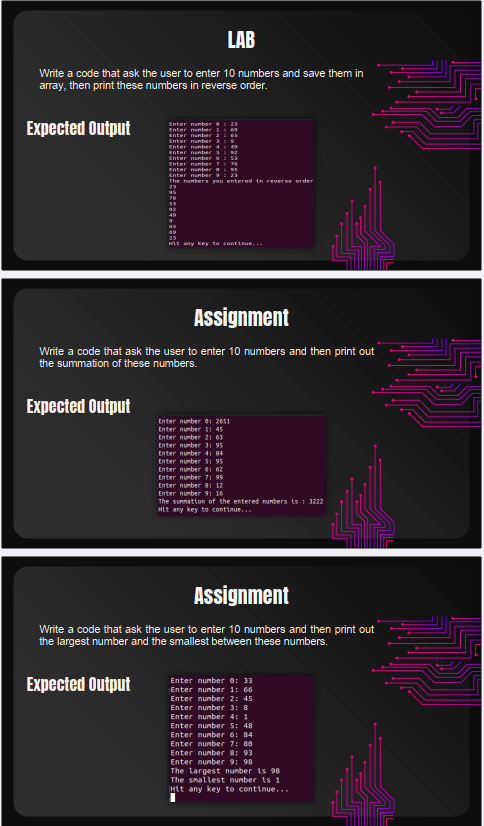 LAB
Write a code that ask the user to enter 10 numbers and save them in
array, then print these numbers in reverse order.
Expected Output
Enter number 0 : 23
Enter number 1 : 69
Enter number 2 : 65
Enter number 3 : 9
Enter number 4 : 49
Enter number 5 : 92
Enter number 6 : 53
Enter number 7 : 76
Enter number 8 : 95
Enter number 9 : 23
The numbers you entered in reverse order
23
95
76
53
92
49
9
65
69
23
Hit any key to continue...
Assignment
Write a code that ask the user to enter 10 numbers and then print out
the summation of these numbers.
Expected Output
Enter number 0: 2651
Enter number 1: 45
Enter number 2: 63
Enter number 3: 95
Enter number 4: 84
Enter number 5: 95
Enter number 6: 62
Enter number 7: 99
Enter number 8: 12
Enter number 9: 16
The summation of the entered numbers is : 3222
Hit any key to continue...
Assignment
Write a code that ask the user to enter 10 numbers and then print out
the largest number and the smallest between these numbers.
Expected Output
Enter number 0: 33
Enter number 1: 66
Enter number 2: 45
Enter number 3: 8
Enter number 4: 1
Enter number 5: 48
Enter number 6: 84
Enter number 7: 80
Enter number 8: 93
Enter number 9: 98
The largest number is 98
The smallest number is 1
Hit any key to continue...